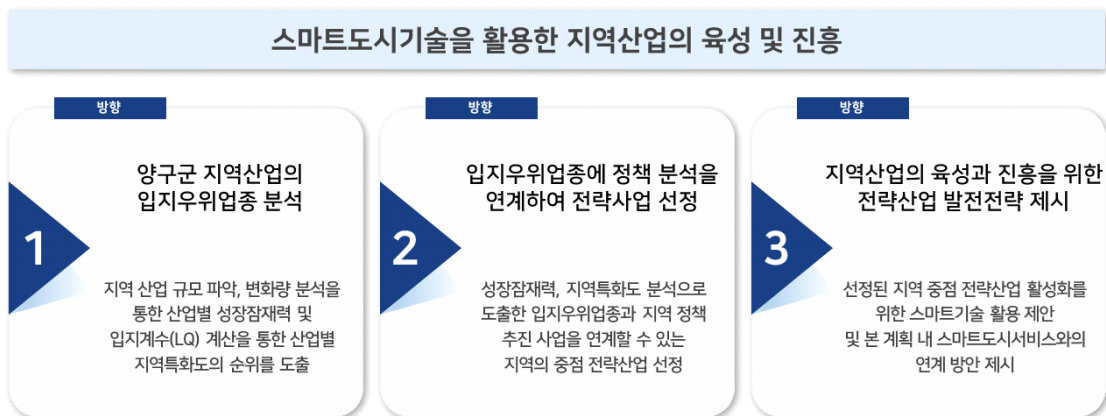 스마트도시기술을 활용한 지역산업의 육성 및 진흥
방향
1
양구군 지역산업의
입지우위업종 분석
지역 산업 규모 파악, 변화량 분석을
통한 산업별 성장잠재력 및
입지계수(LQ) 계산을 통한 산업별
지역특화도의 순위를 도출
방향
2
입지우위업종에 정책 분석을
연계하여 전략사업 선정
성장잠재력, 지역특화도 분석으로
도출한 입지우위업종과 지역 정책
추진 사업을 연계할 수 있는
지역의 중점 전략산업 선정
방향
3
지역산업의 육성과 진흥을 위한
전략산업 발전전략 제시
선정된 지역 중점 전략산업 활성화를
위한 스마트기술 활용 제안
및 본 계획 내 스마트도시서비스와의
연계 방안 제시